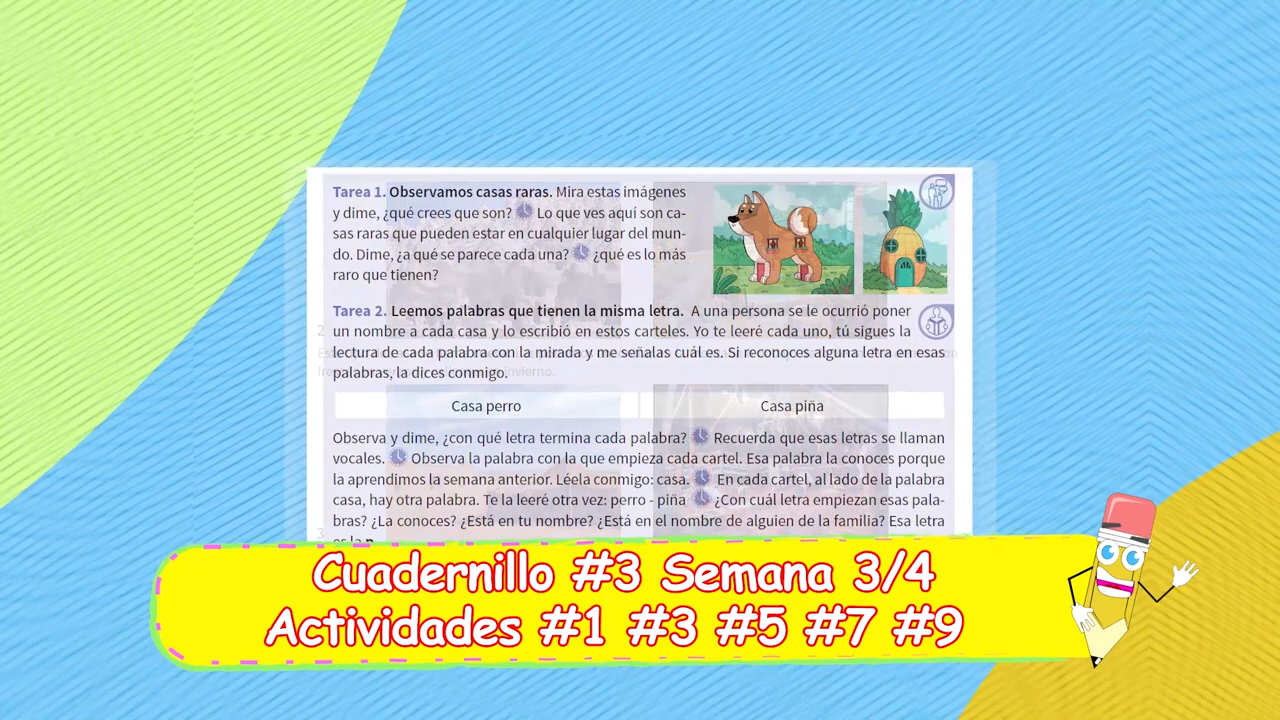 Tarea 1. Observamos casas raras. Mira estas imágenes
y dime, ¿qué crees que son? Lo que ves aquí son ca-
sas raras que pueden estar en cualquier lugar del mun-
do. Dime, ¿a qué se parece cada una? ¿qué es lo más
raro que tienen?
Tarea 2. Leemos palabras que tienen la misma letra. A una persona se le ocurrió poner
un nombre a cada casa y lo escribió en estos carteles. Yo te leeré cada uno, tú sigues la
lectura de cada palabra con la mirada y me señalas cuál es. Si reconoces alguna letra en esas
palabras, la dices conmigo.
Casa perro
Casa piña
Observa y dime, ¿con qué letra termina cada palabra? Recuerda que esas letras se llaman
vocales. Observa la palabra con la que empieza cada cartel. Esa palabra la conoces porque
la aprendimos la semana anterior. Léela conmigo: casa. En cada cartel, al lado de la palabra
casa, hay otra palabra. Te la leeré otra vez: perro - piña ¿Con cuál letra empiezan esas pala-
bras? ¿La conoces? ¿Está en tu nombre? ¿Está en el nombre de alguien de la familia? Esa letra
es la p
Cuadernillo #3 Semana 3/4
Actividades #1 #3 #5 #7 #9